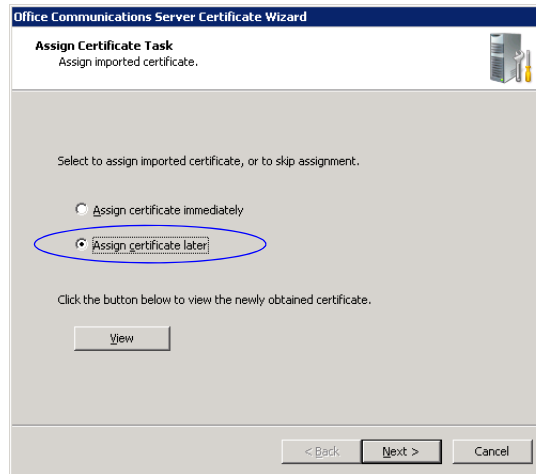 Office Communications Server Certificate Wizard
Assign Certificate Task
Assign imported certificate.
Select to assign imported certificate, or to skip assignment.
Assign certificate immediately
Assign certificate later
Click the button below to view the newly obtained certificate.
View
< Back Next > Cancel